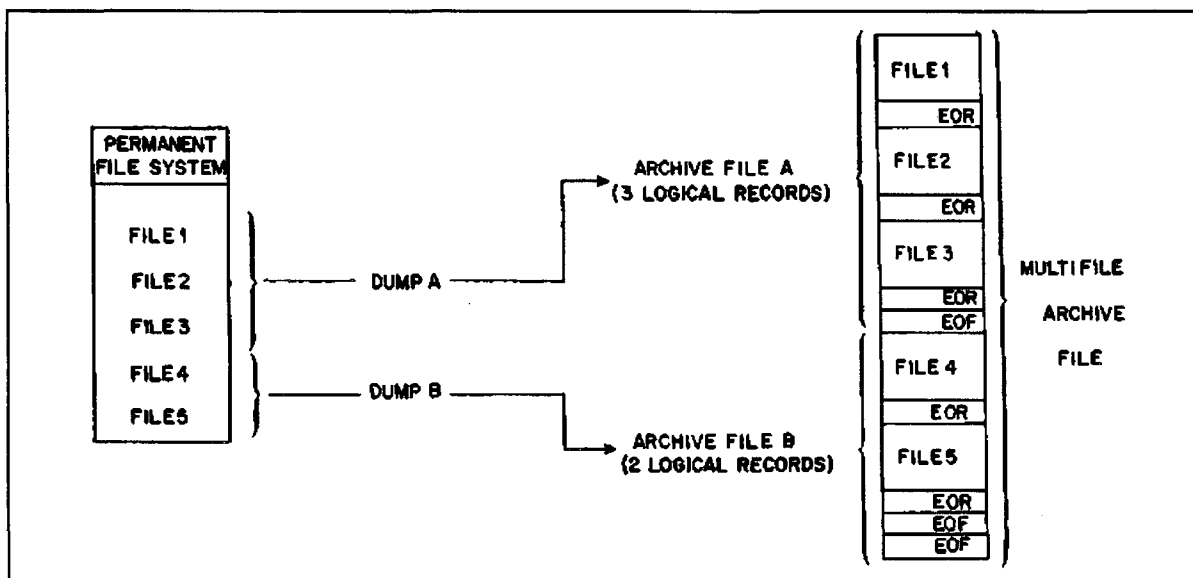 PERMANENT
FILE SYSTEM
FILE1
FILE2
FILE3
FILE4
FILE5
DUMP A
DUMP B
ARCHIVE FILE A
(3 LOGICAL RECORDS)
ARCHIVE FILE B
(2 LOGICAL RECORDS)
FILE1
EOR
FILE2
EOR
FILE3
EOR
EOF
FILE4
EOR
FILE5
EOR
EOF
EOF
MULTIFILE
ARCHIVE
FILE